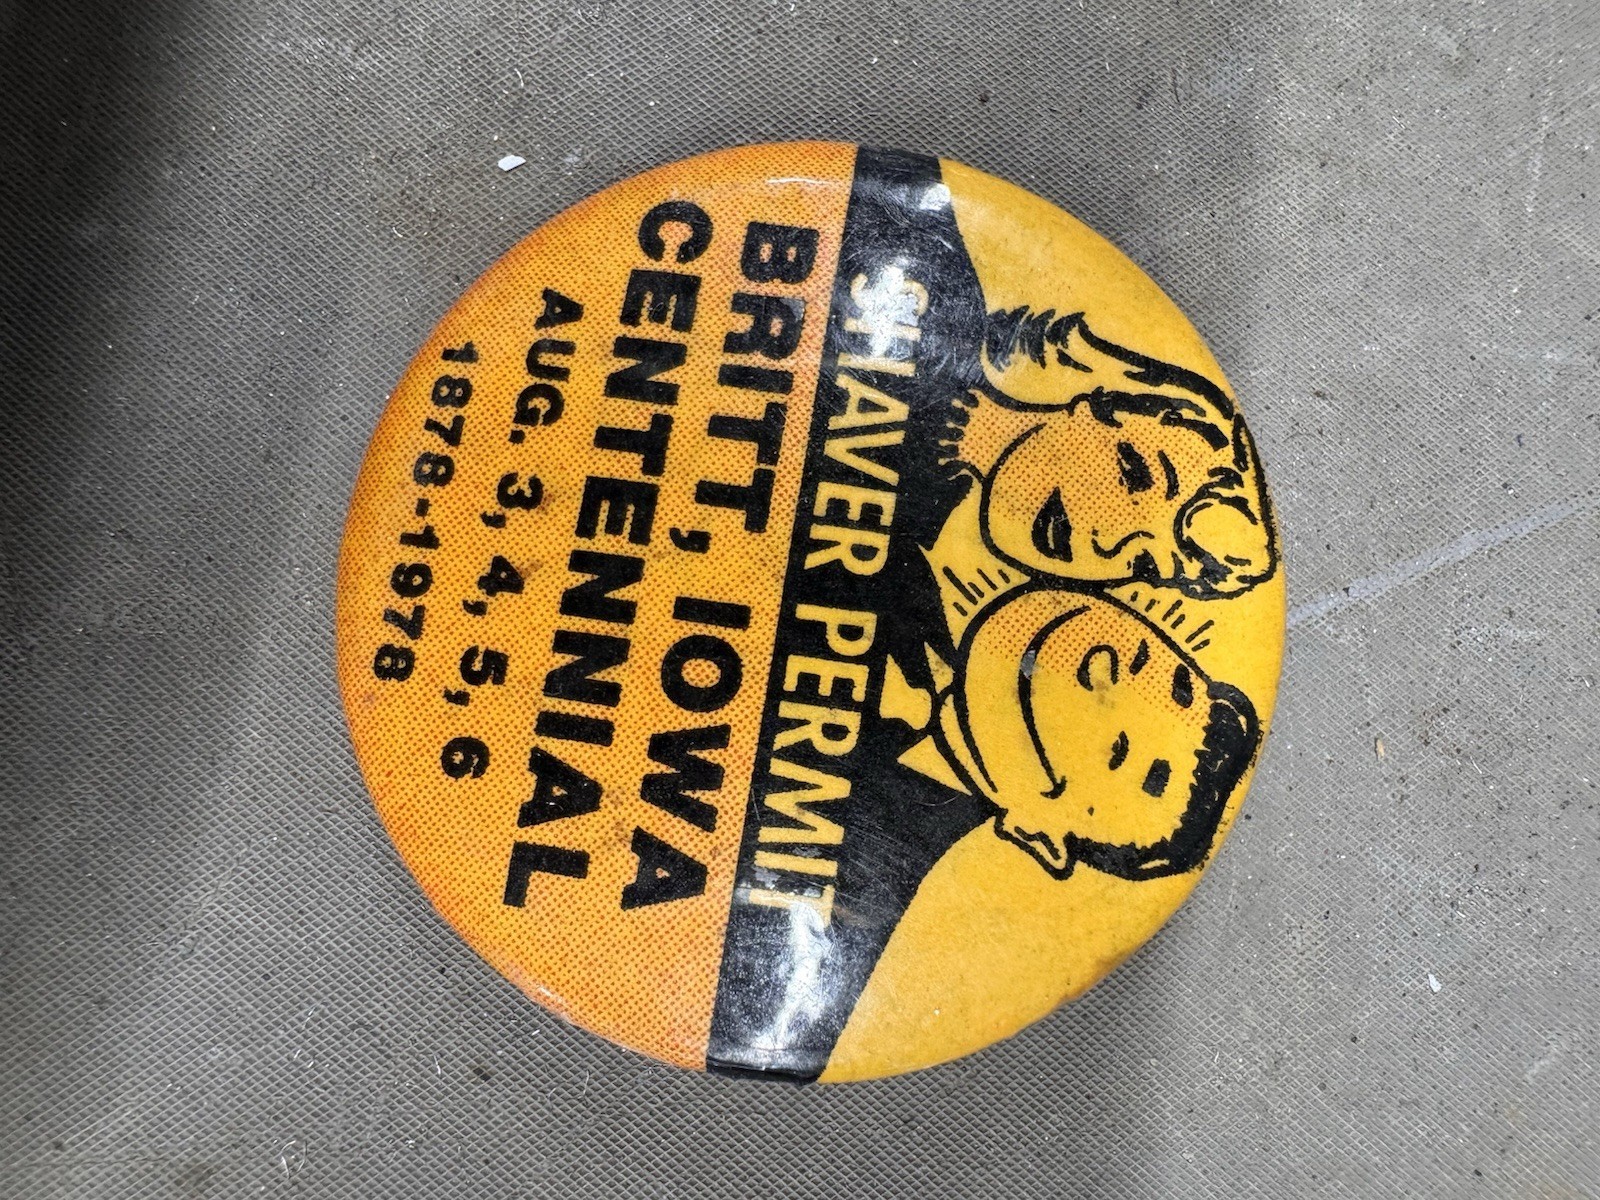 SHAVER PERMIT
BRITT, IOWA
CENTENNIAL
AUG. 3, 4, 5, 6
1878-1978